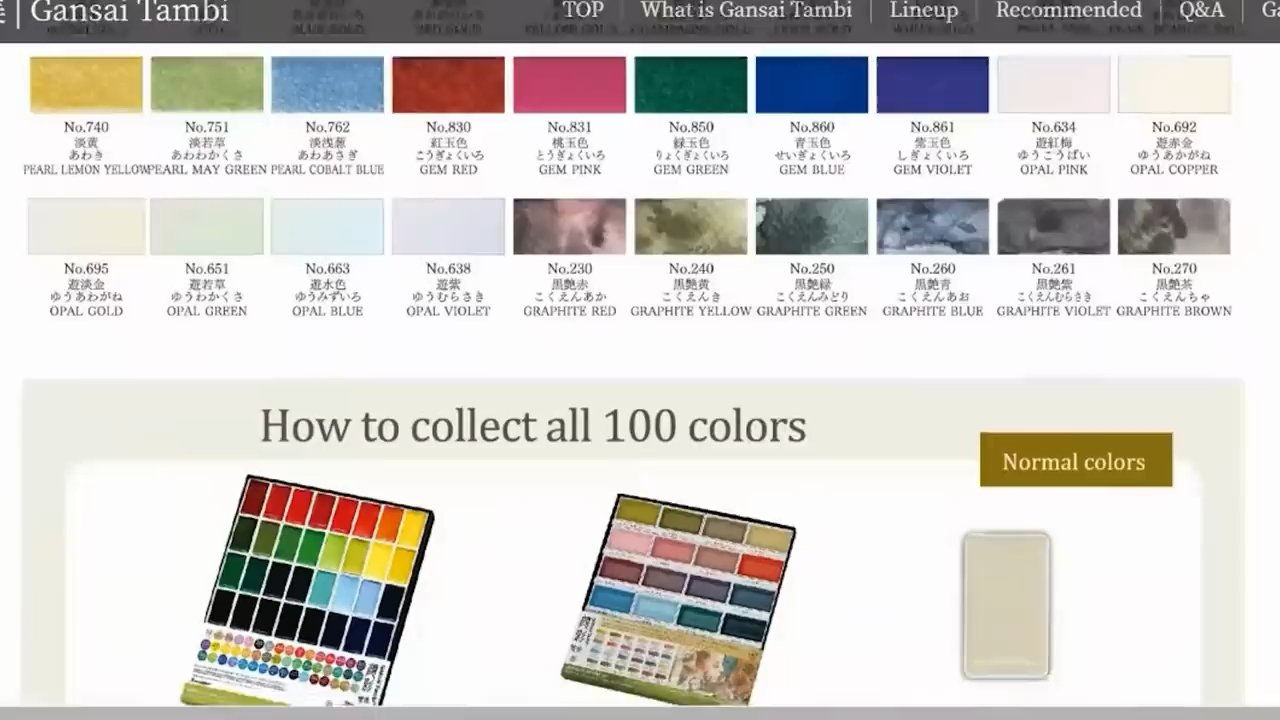 Gansai Tambi
TOP What is Gansai Tambi Lineup Recommended Q&A Ga
No.740 No.751 No.762 No.830 No.831 No.850 No.860 No.861 No.634 No.692
淡黄 淡若草 淡浅葱 紅玉色 桃玉色 緑玉色 青玉色 紫玉色 遊紅梅 遊赤金
あわき あわわかくさ あわあさぎ こうぎょくいろ とうぎょくいろ りょくぎょくいろ せいぎょくいろ しぎょくいろ ゆうこうばい ゆうあかがね
PEARL LEMON YELLOW PEARL MAY GREEN PEARL COBALT BLUE GEM RED GEM PINK GEM GREEN GEM BLUE GEM VIOLET OPAL PINK OPAL COPPER
No.695 No.651 No.663 No.638 No.230 No.240 No.250 No.260 No.261 No.270
遊淡金 遊若草 遊水色 遊紫 黒艶赤 黒艶黄 黒艶緑 黒艶青 黒艶紫 黒艶茶
ゆうあわがね ゆうわかくさ ゆうみずいろ ゆうむらさき こくえんあか こくえんき こくえんみどり こくえんあお こくえんむらさき こくえんちゃ
OPAL GOLD OPAL GREEN OPAL BLUE OPAL VIOLET GRAPHITE RED GRAPHITE YELLOW GRAPHITE GREEN GRAPHITE BLUE GRAPHITE VIOLET GRAPHITE BROWN
How to collect all 100 colors
Normal colors